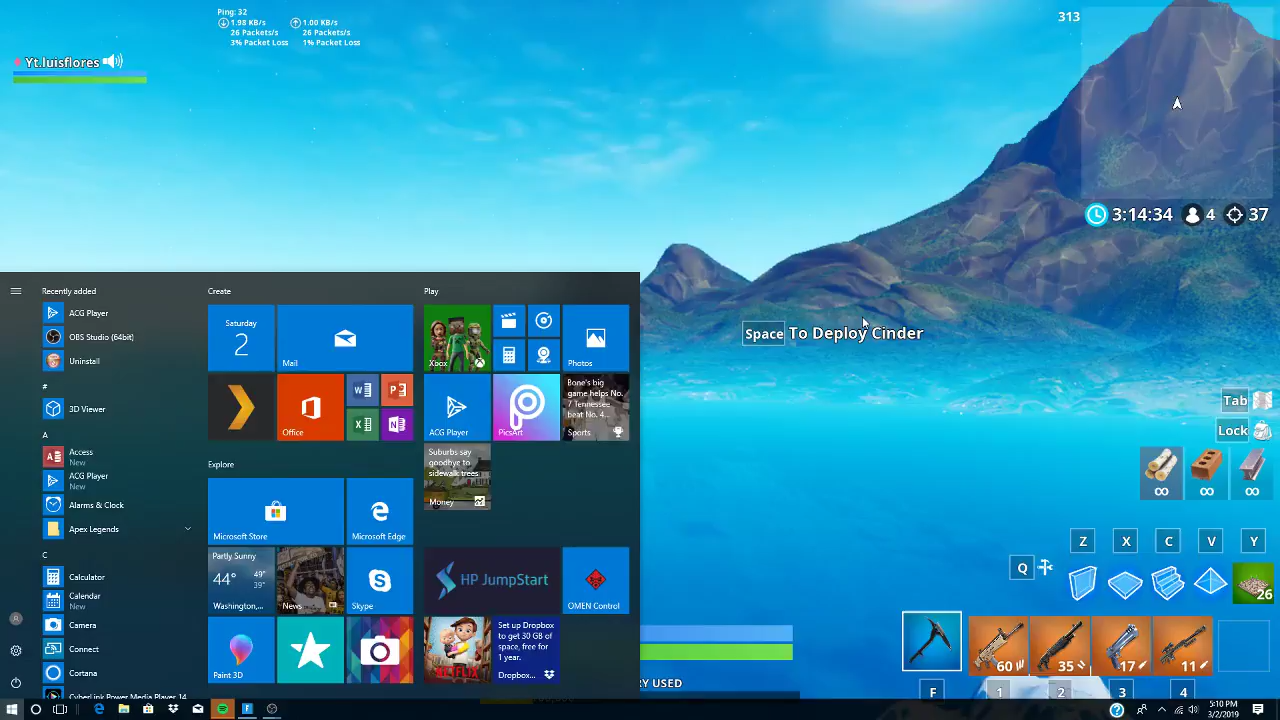 Ping: 32
1.98 KB/s 1.00 KB/s
26 Packets/s 26 Packets/s
3% Packet Loss 1% Packet Loss
313
Yt.luisflores
3:14:34 4 37
Space To Deploy Cinder
Tab
Lock
∞ ∞ ∞
Z X C V Y
Q
26
60 35 17 11
F 1 2 3 4
RY USED
Recently added
ACG Player
OBS Studio (64bit)
Uninstall
#
3D Viewer
A
Access
New
ACG Player
New
Alarms & Clock
Apex Legends
C
Calculator
Calendar
New
Camera
Connect
Cortana
CyberLink Power Media Player 14
Create
Saturday
2
Mail
Office
Explore
Microsoft Store
Microsoft Edge
Partly Sunny
44° 49°
39°
Washington,...
News
Skype
Paint 3D
Play
Xbox
Photos
ACG Player
PicsArt
Bone's big
game helps No.
7 Tennessee
beat No. 4...
Sports
Suburbs say
goodbye to
sidewalk trees
Money
HP JumpStart
OMEN Control
NETFLIX
Set up Dropbox
to get 30 GB of
space, free for
1 year.
Dropbox...
5:10 PM
3/2/2019